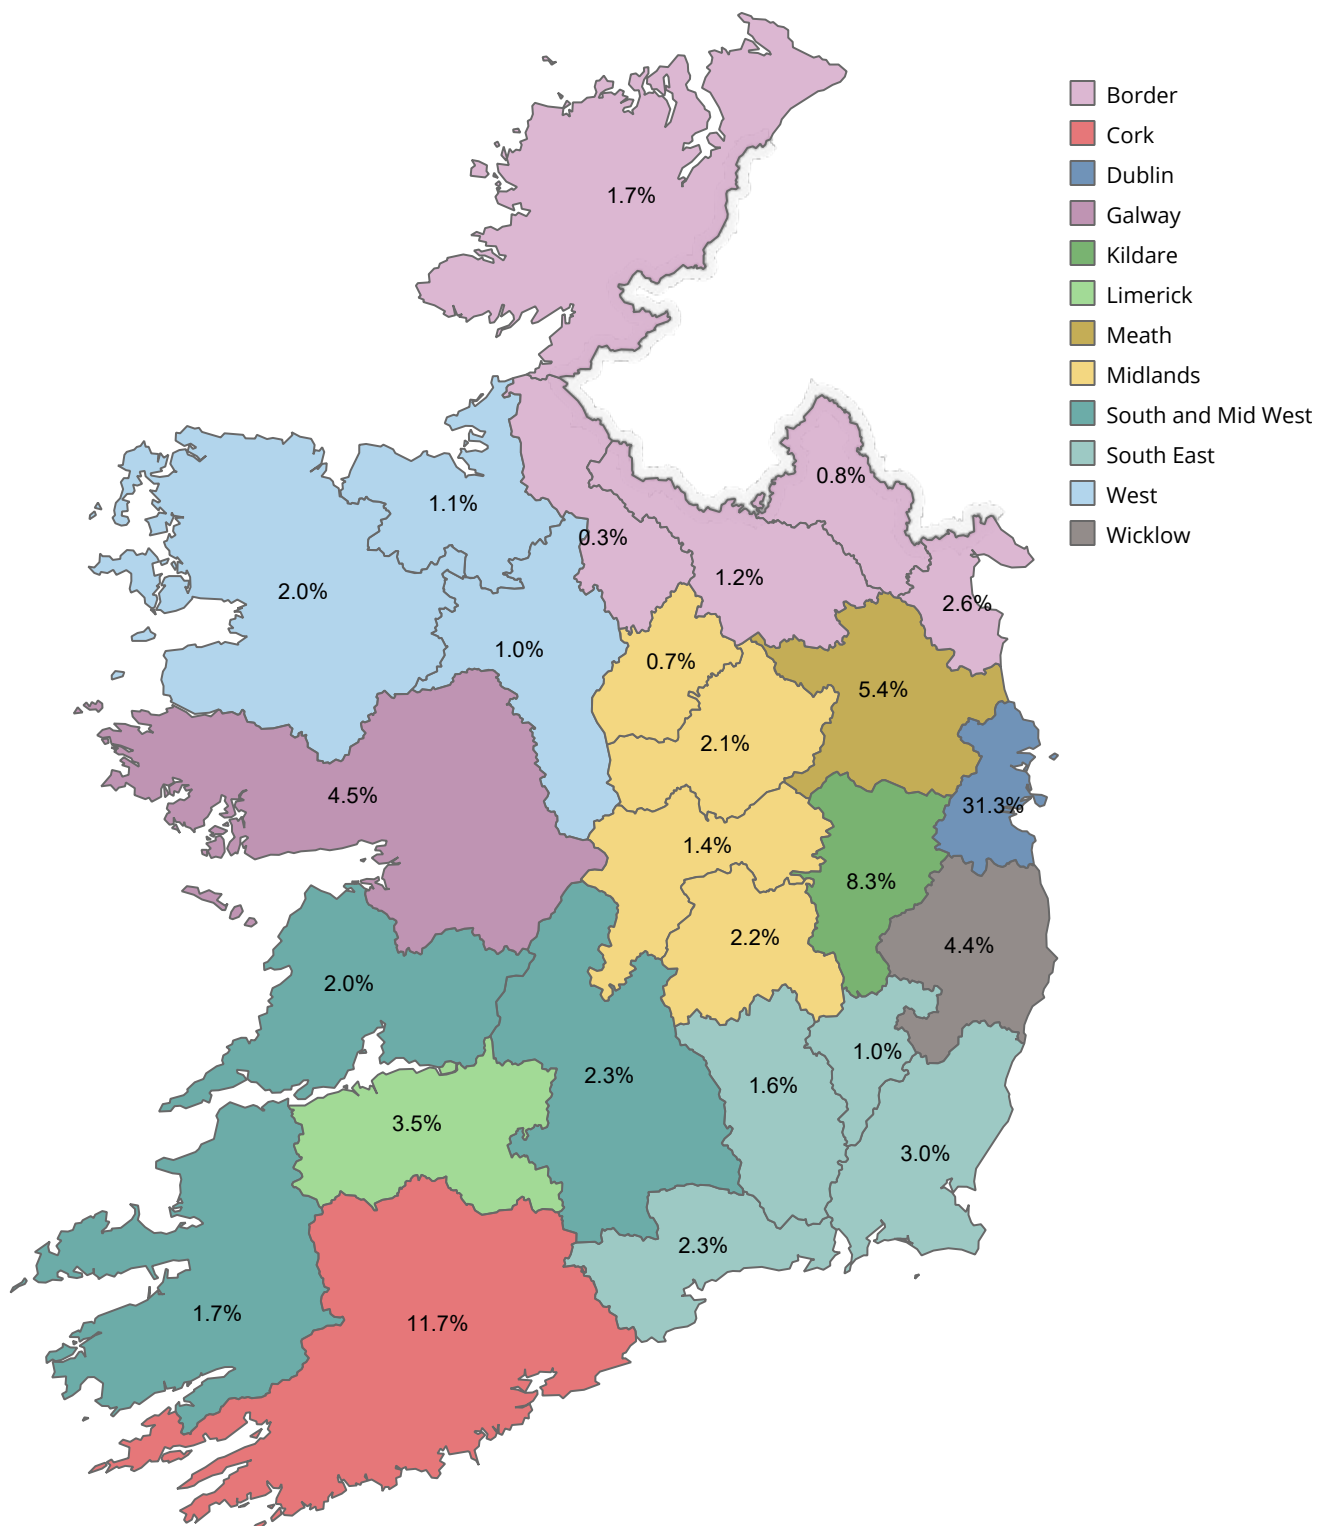 Border
Cork
Dublin
Galway
Kildare
Limerick
Meath
Midlands
South and Mid West
South East
West
Wicklow
1.7%
0.8%
1.1%
0.3%
1.2%
2.0%
2.6%
1.0%
0.7%
5.4%
2.1%
4.5%
31.3%
1.4%
8.3%
2.2%
4.4%
2.0%
1.0%
2.3%
1.6%
3.5%
3.0%
2.3%
1.7%
11.7%